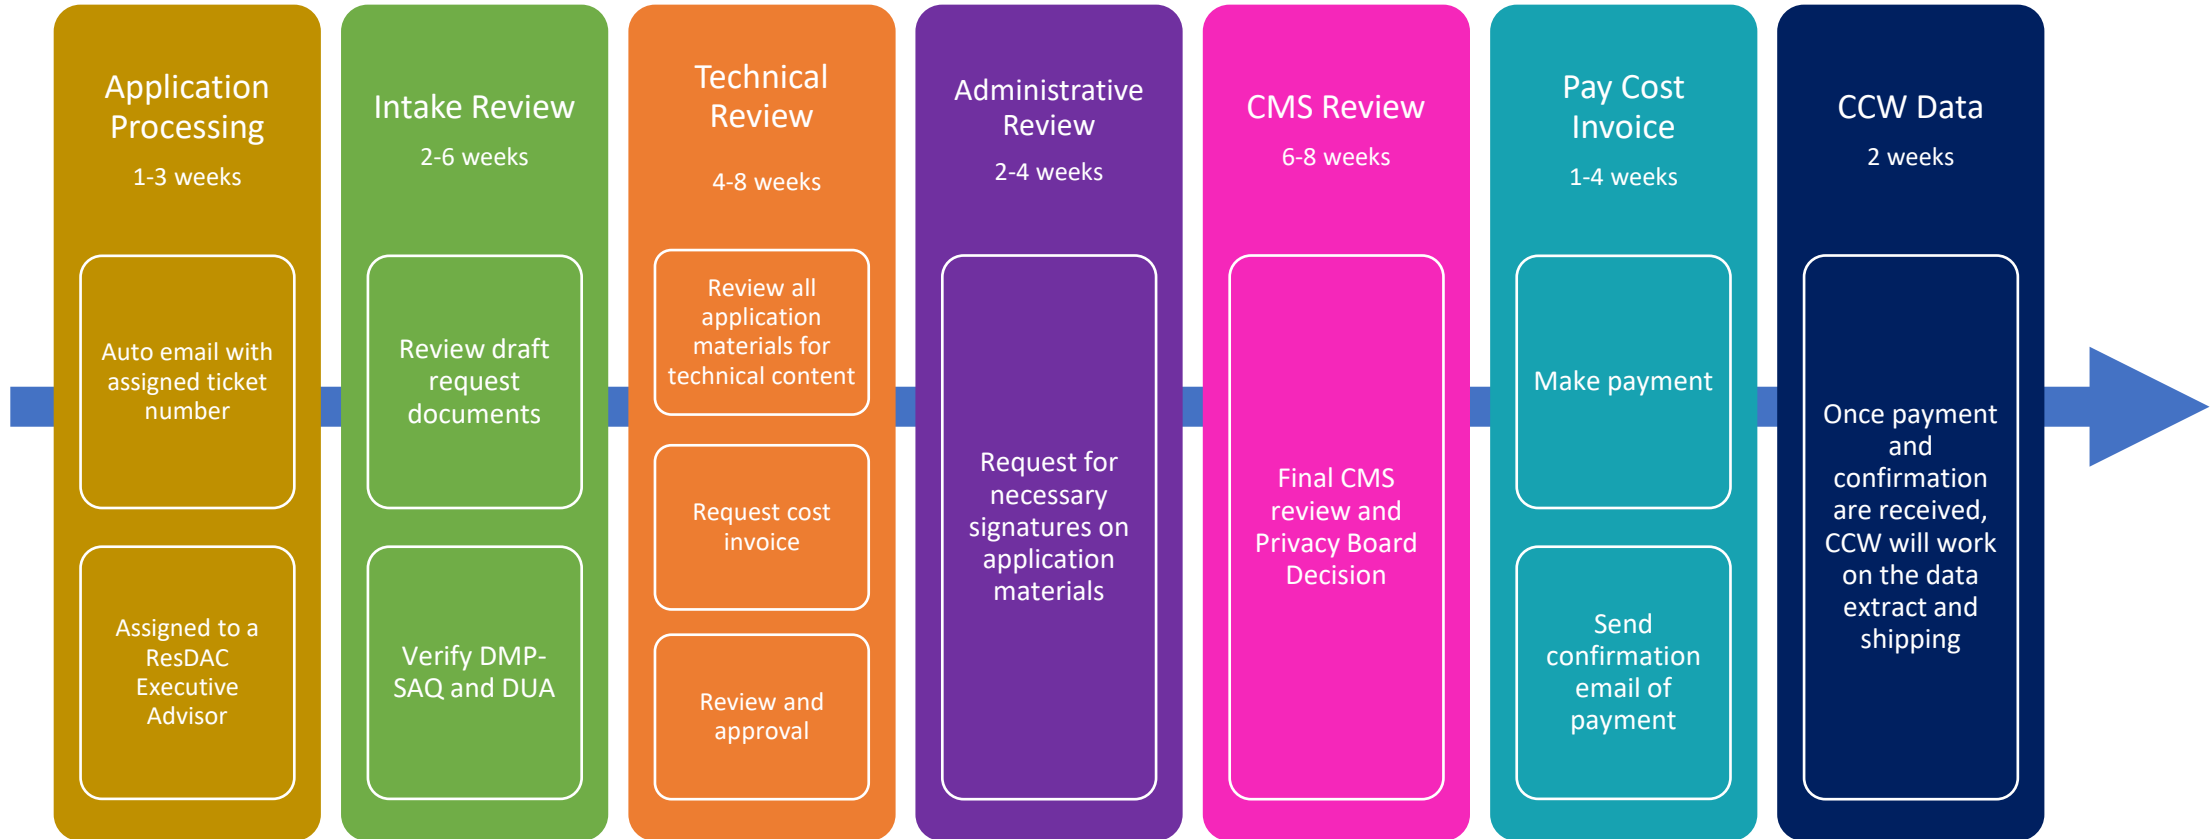 Application
Processing
1-3 weeks
Auto email with
assigned ticket
number
Assigned to a
ResDAC
Executive
Advisor
Intake Review
2-6 weeks
Review draft
request
documents
Verify DMP-
SAQ and DUA
Technical
Review
4-8 weeks
Review all
application
materials for
technical content
Request cost
invoice
Review and
approval
Administrative
Review
2-4 weeks
Request for
necessary
signatures on
application
materials
CMS Review
6-8 weeks
Final CMS
review and
Privacy Board
Decision
Pay Cost
Invoice
1-4 weeks
Make payment
Send
confirmation
email of
payment
CCW Data
2 weeks
Once payment
and
confirmation
are received,
CCW will work
on the data
extract and
shipping